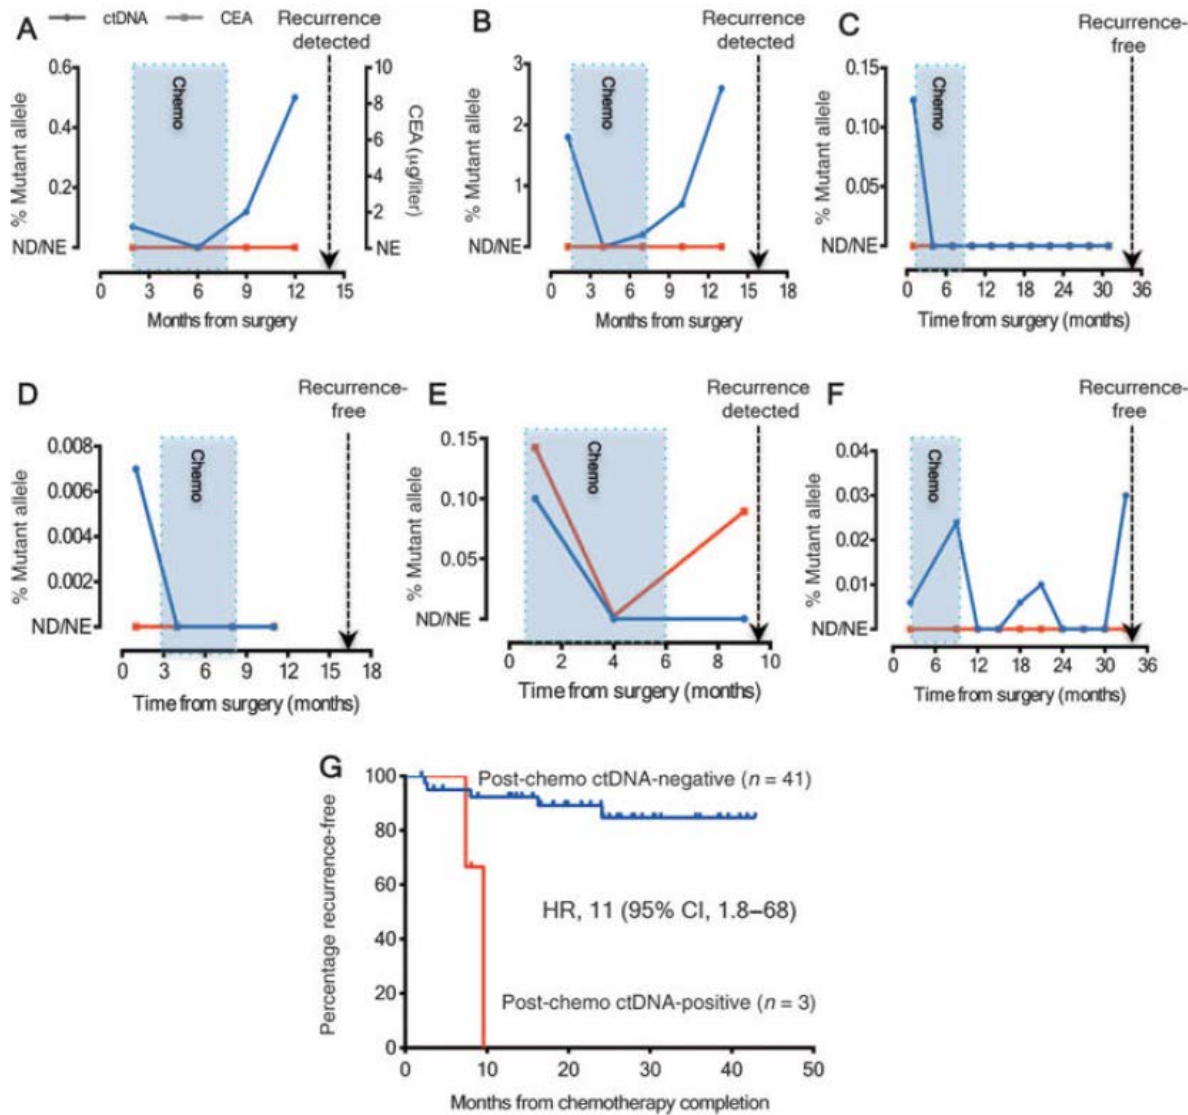 A
ctDNA
CEA
Recurrence
detected
% Mutant allele
0.6
0.4
0.2
ND/NE
Chemo
10
8
6
4
2
NE
CEA (µg/liter)
0 3 6 9 12 15
Months from surgery
B
Recurrence
detected
% Mutant allele
3
2
1
ND/NE
Chemo
0 3 6 9 12 15 18
Months from surgery
C
Recurrence-
free
% Mutant allele
0.15
0.10
0.05
ND/NE
Chemo
0 6 12 18 24 30 36
Time from surgery (months)
D
Recurrence-
free
% Mutant allele
0.008
0.006
0.004
0.002
ND/NE
Chemo
0 3 6 9 12 15 18
Time from surgery (months)
E
Recurrence
detected
% Mutant allele
0.15
0.10
0.05
ND/NE
Chemo
0 2 4 6 8 10
Time from surgery (months)
F
Recurrence-
free
% Mutant allele
0.04
0.03
0.02
0.01
ND/NE
Chemo
0 6 12 18 24 30 36
Time from surgery (months)
G
Percentage recurrence-free
100
80
60
40
20
0
Post-chemo ctDNA-negative (n = 41)
HR, 11 (95% CI, 1.8–68)
Post-chemo ctDNA-positive (n = 3)
0 10 20 30 40 50
Months from chemotherapy completion